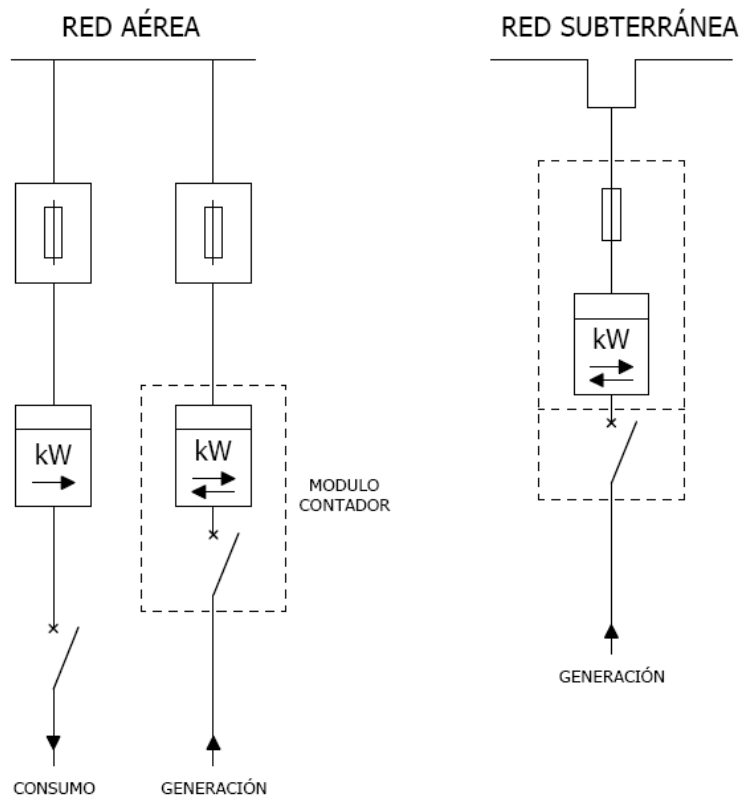 RED AÉREA
RED SUBTERRÁNEA
kW
kW
kW
MODULO
CONTADOR
GENERACIÓN
CONSUMO
GENERACIÓN